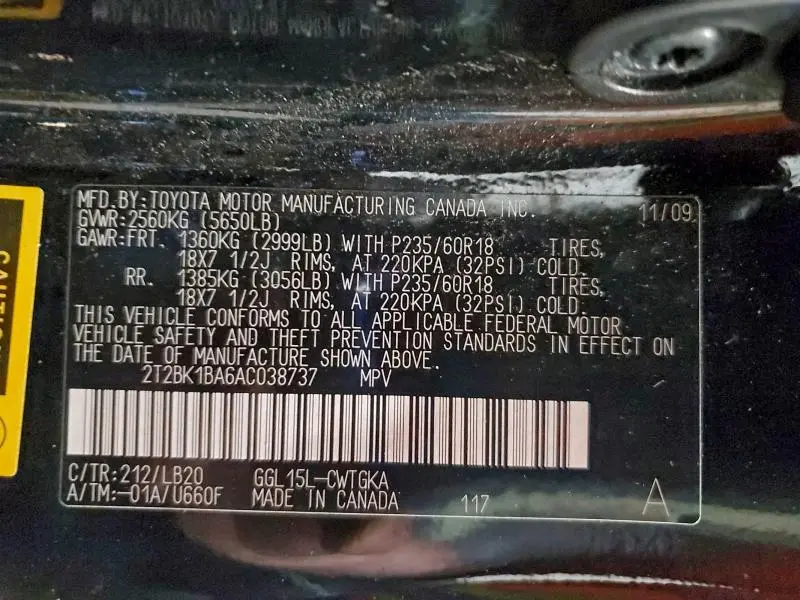 MFD.BY:TOYOTA MOTOR MANUFACTURING CANADA INC. 11/09
GVWR:2560KG (5650LB)
GAWR:FRT. 1360KG (2999LB) WITH P235/60R18 TIRES,
18X7 1/2J RIMS, AT 220KPA (32PSI) COLD.
RR. 1385KG (3056LB) WITH P235/60R18 TIRES,
18X7 1/2J RIMS, AT 220KPA (32PSI) COLD.
THIS VEHICLE CONFORMS TO ALL APPLICABLE FEDERAL MOTOR
VEHICLE SAFETY AND THEFT PREVENTION STANDARDS IN EFFECT ON
THE DATE OF MANUFACTURE SHOWN ABOVE.
2T2BK1BA6AC038737 MPV
C/TR:212/LB20 GGL15L-CWTGKA
A/TM:-01A/U660F MADE IN CANADA 117 A